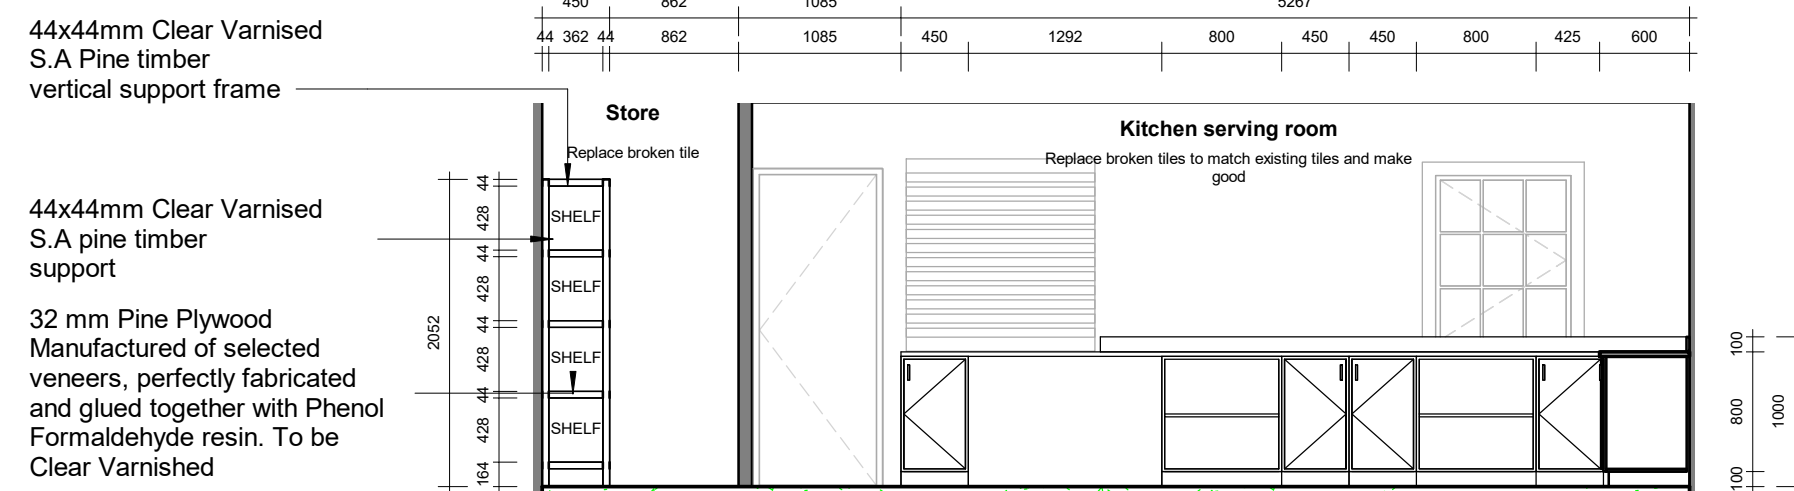 450 862 1085 5267
44 362 44 862 1085 450 1292 800 450 450 800 425 600
44x44mm Clear Varnised
S.A Pine timber
vertical support frame
Store
Replace broken tile
Kitchen serving room
Replace broken tiles to match existing tiles and make
good
44x44mm Clear Varnised
S.A pine timber
support
32 mm Pine Plywood
Manufactured of selected
veneers, perfectly fabricated
and glued together with Phenol
Formaldehyde resin. To be
Clear Varnished
2052
44
428
44
428
44
428
44
428
164
SHELF
SHELF
SHELF
SHELF
100
800
100
1000